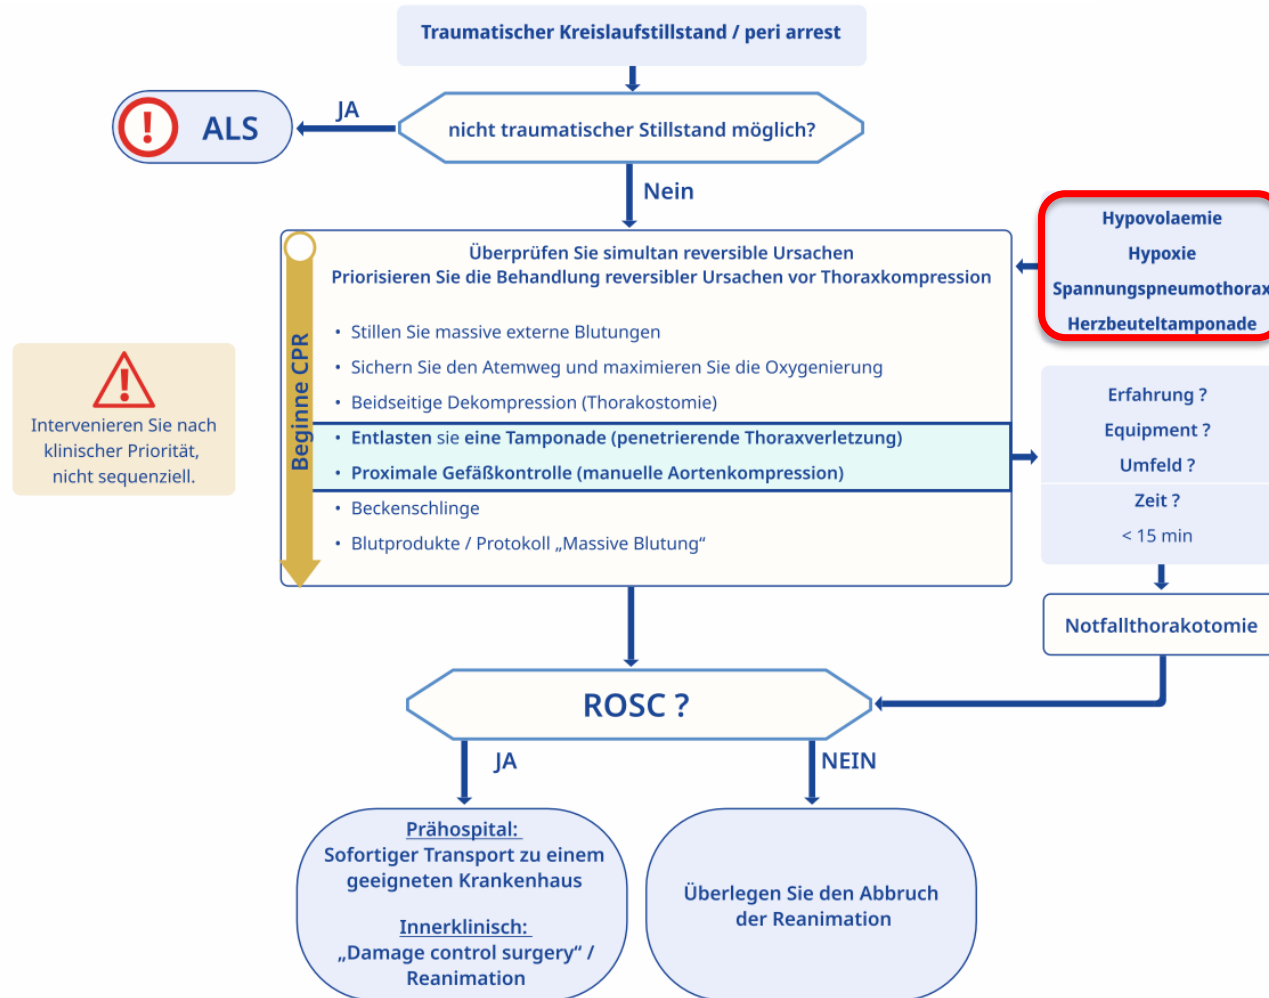 Traumatischer Kreislaufstillstand / peri arrest
JA
! ALS
nicht traumatischer Stillstand möglich?
Nein
Hypovolaemie
Hypoxie
Spannungspneumothorax
Herzbeuteltamponade
Überprüfen Sie simultan reversible Ursachen
Priorisieren Sie die Behandlung reversibler Ursachen vor Thoraxkompression
Beginne CPR
• Stillen Sie massive externe Blutungen
• Sichern Sie den Atemweg und maximieren Sie die Oxygenierung
• Beidseitige Dekompression (Thorakostomie)
• Entlasten sie eine Tamponade (penetrierende Thoraxverletzung)
• Proximale Gefäßkontrolle (manuelle Aortenkompression)
• Beckenschlinge
• Blutprodukte / Protokoll „Massive Blutung“
!
Intervenieren Sie nach
klinischer Priorität,
nicht sequenziell.
Erfahrung ?
Equipment ?
Umfeld ?
Zeit ?
< 15 min
Notfallthorakotomie
ROSC ?
JA
NEIN
Prähospital:
Sofortiger Transport zu einem
geeigneten Krankenhaus
Innerklinisch:
„Damage control surgery“ /
Reanimation
Überlegen Sie den Abbruch
der Reanimation